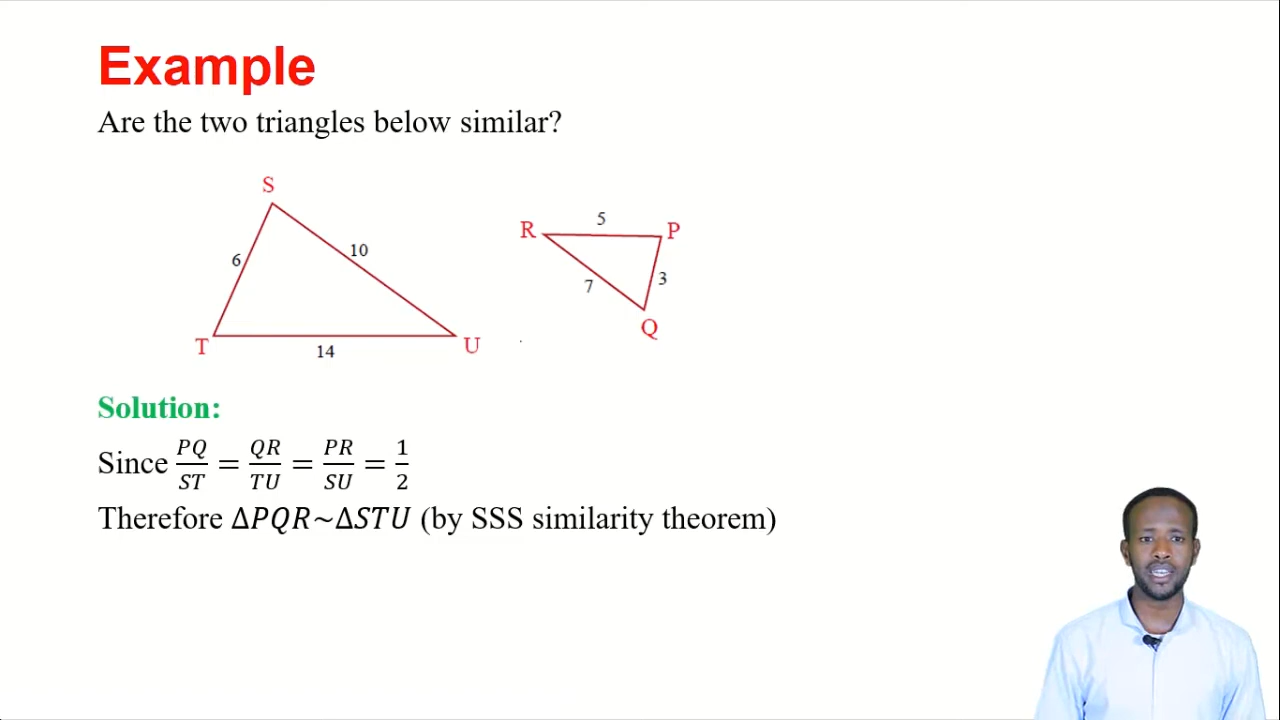 Example
Are the two triangles below similar?
S
6
10
T
14
U
R
5
P
7
3
Q
Solution:
Since PQ/ST = QR/TU = PR/SU = 1/2
Therefore ΔPQR~ΔSTU (by SSS similarity theorem)